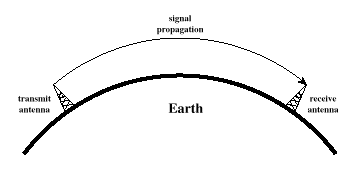 signal
propagation
transmit
antenna
Earth
receive
antenna